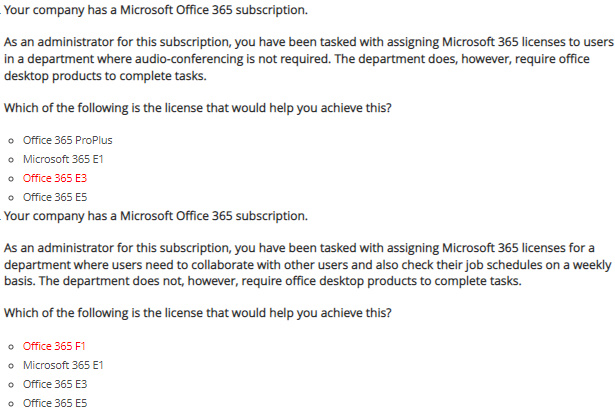 Your company has a Microsoft Office 365 subscription.
As an administrator for this subscription, you have been tasked with assigning Microsoft 365 licenses to users
in a department where audio-conferencing is not required. The department does, however, require office
desktop products to complete tasks.
Which of the following is the license that would help you achieve this?
Office 365 ProPlus
Microsoft 365 E1
Office 365 E3
Office 365 E5
Your company has a Microsoft Office 365 subscription.
As an administrator for this subscription, you have been tasked with assigning Microsoft 365 licenses for a
department where users need to collaborate with other users and also check their job schedules on a weekly
basis. The department does not, however, require office desktop products to complete tasks.
Which of the following is the license that would help you achieve this?
Office 365 F1
Microsoft 365 E1
Office 365 E3
Office 365 E5